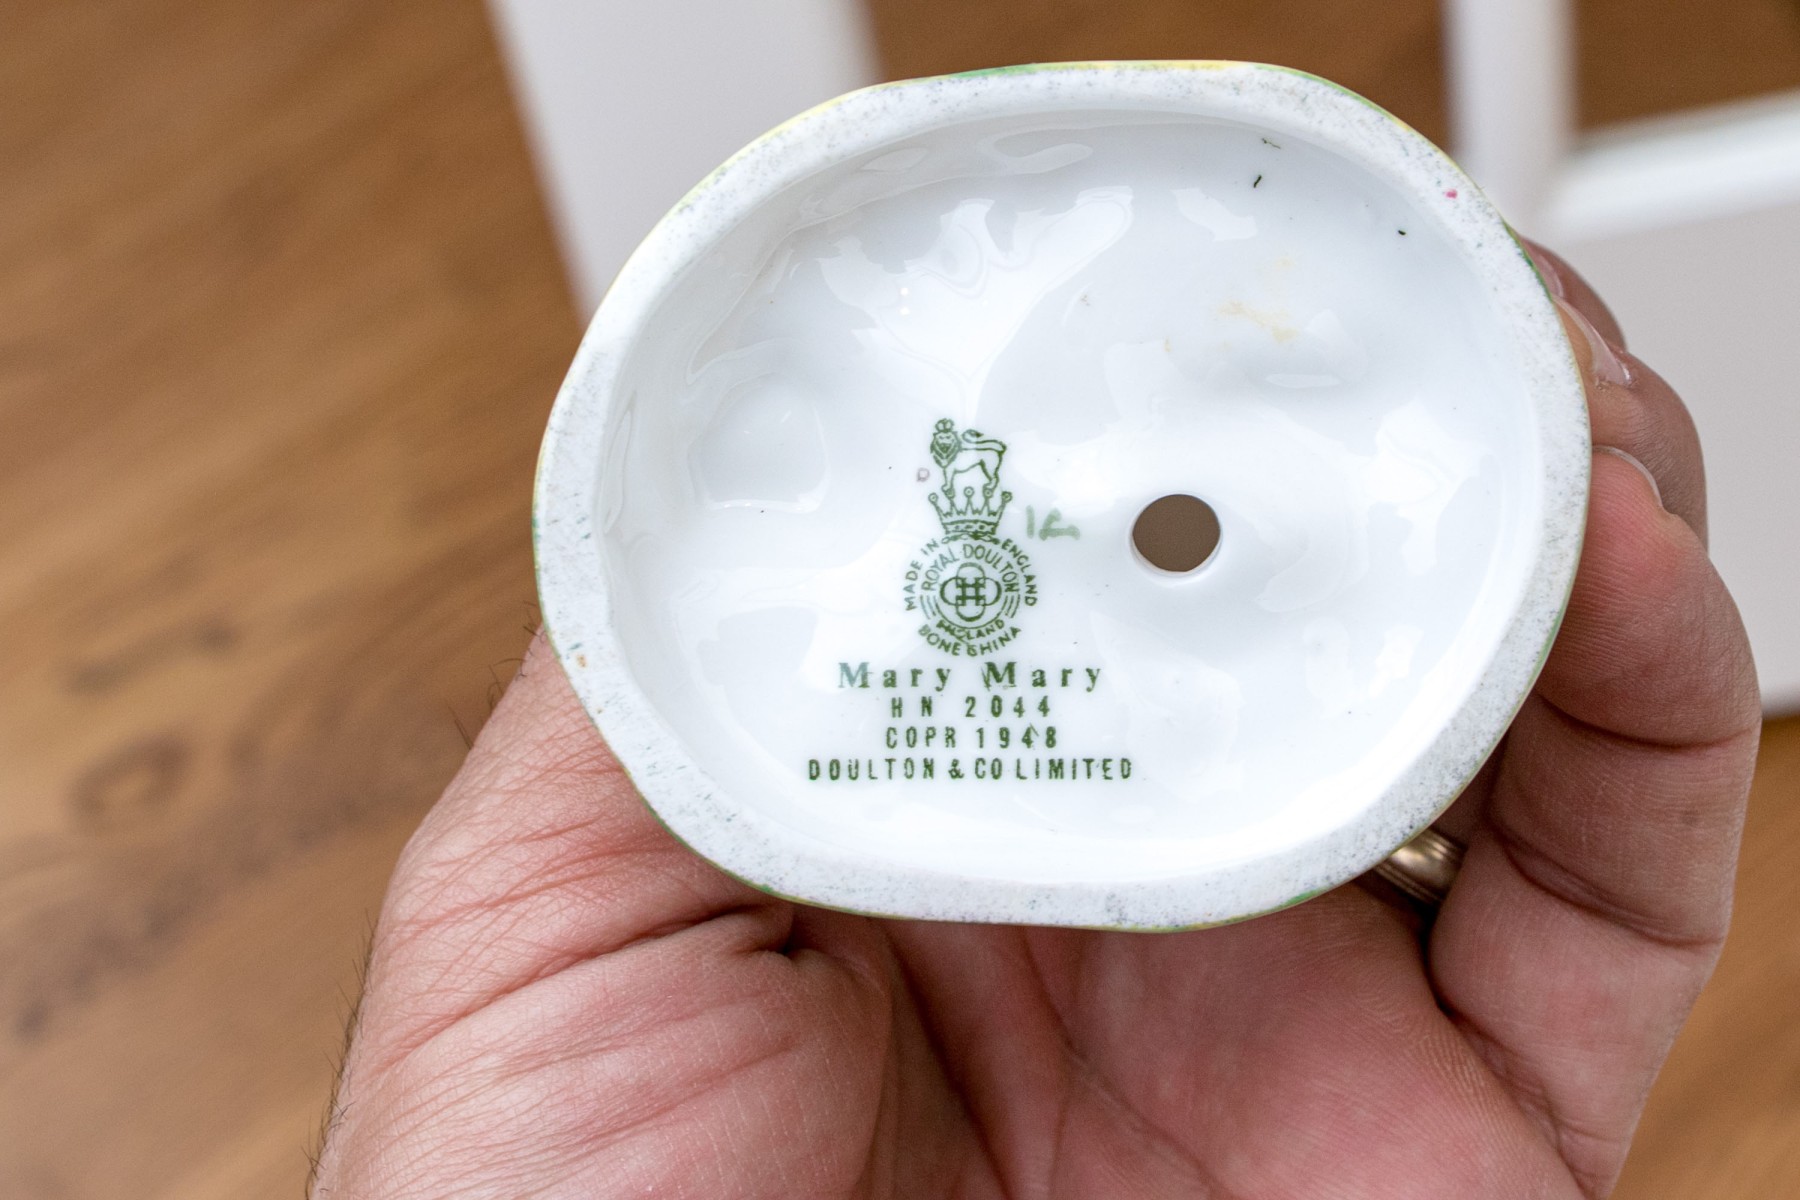 MADE IN ENGLAND
ROYAL·DOULTON
ENGLAND
BONE CHINA
Mary Mary
HN 2044
COPR 1948
DOULTON & CO LIMITED